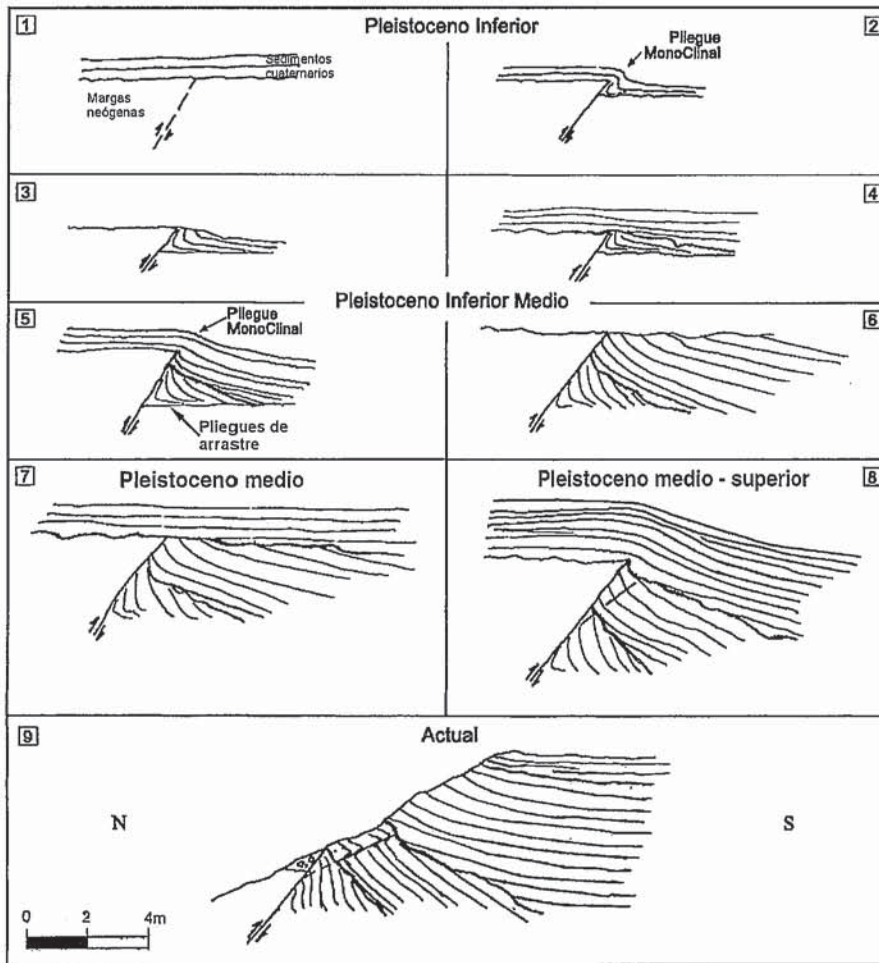 1
Pleistoceno Inferior
2
Sedimentos
cuaternarios
Margas
neógenas
Pliegue
MonoClinal
3
4
Pleistoceno Inferior Medio
5
Pliegue
MonoClinal
Pliegues de
arrastre
6
7
Pleistoceno medio
Pleistoceno medio - superior
8
9
Actual
N
S
0 2 4m